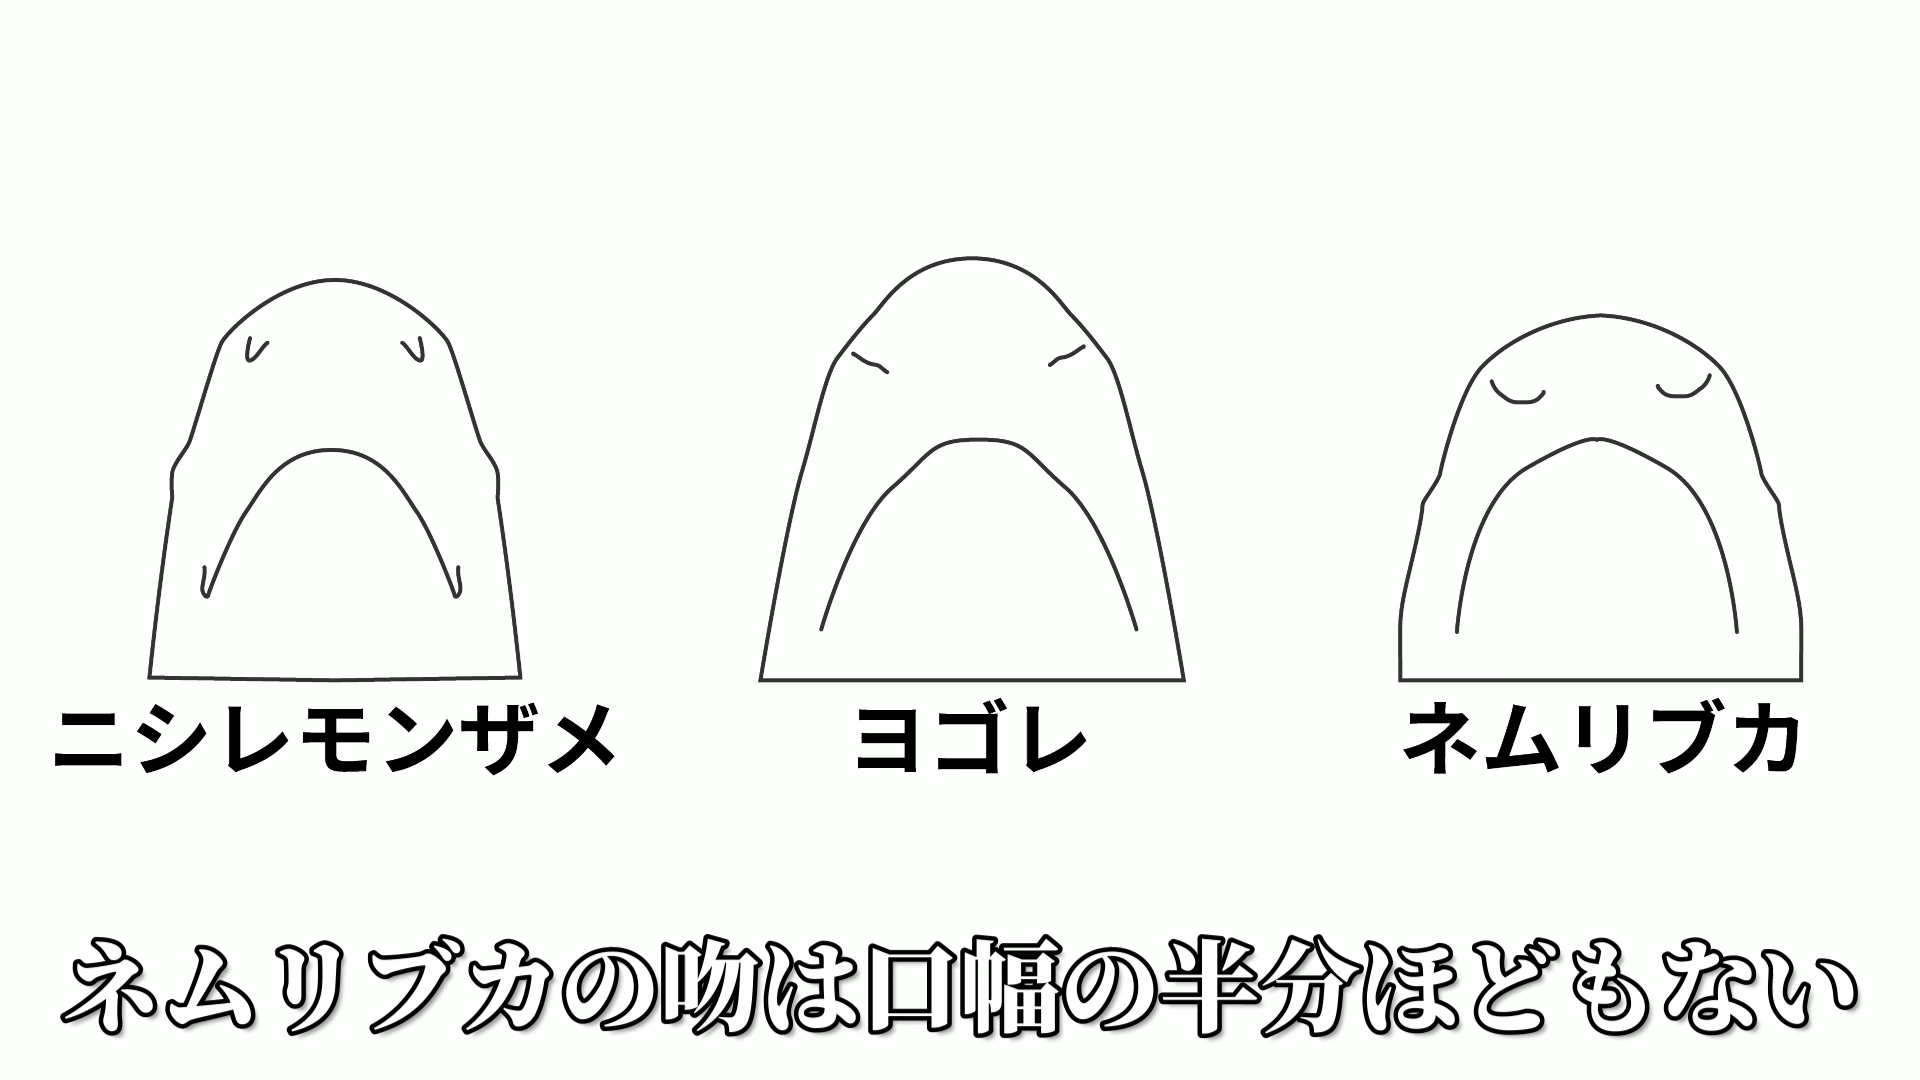 ニシレモンザメ
ヨゴレ
ネムリブカ
ネムリブカの吻は口幅の半分ほどもない